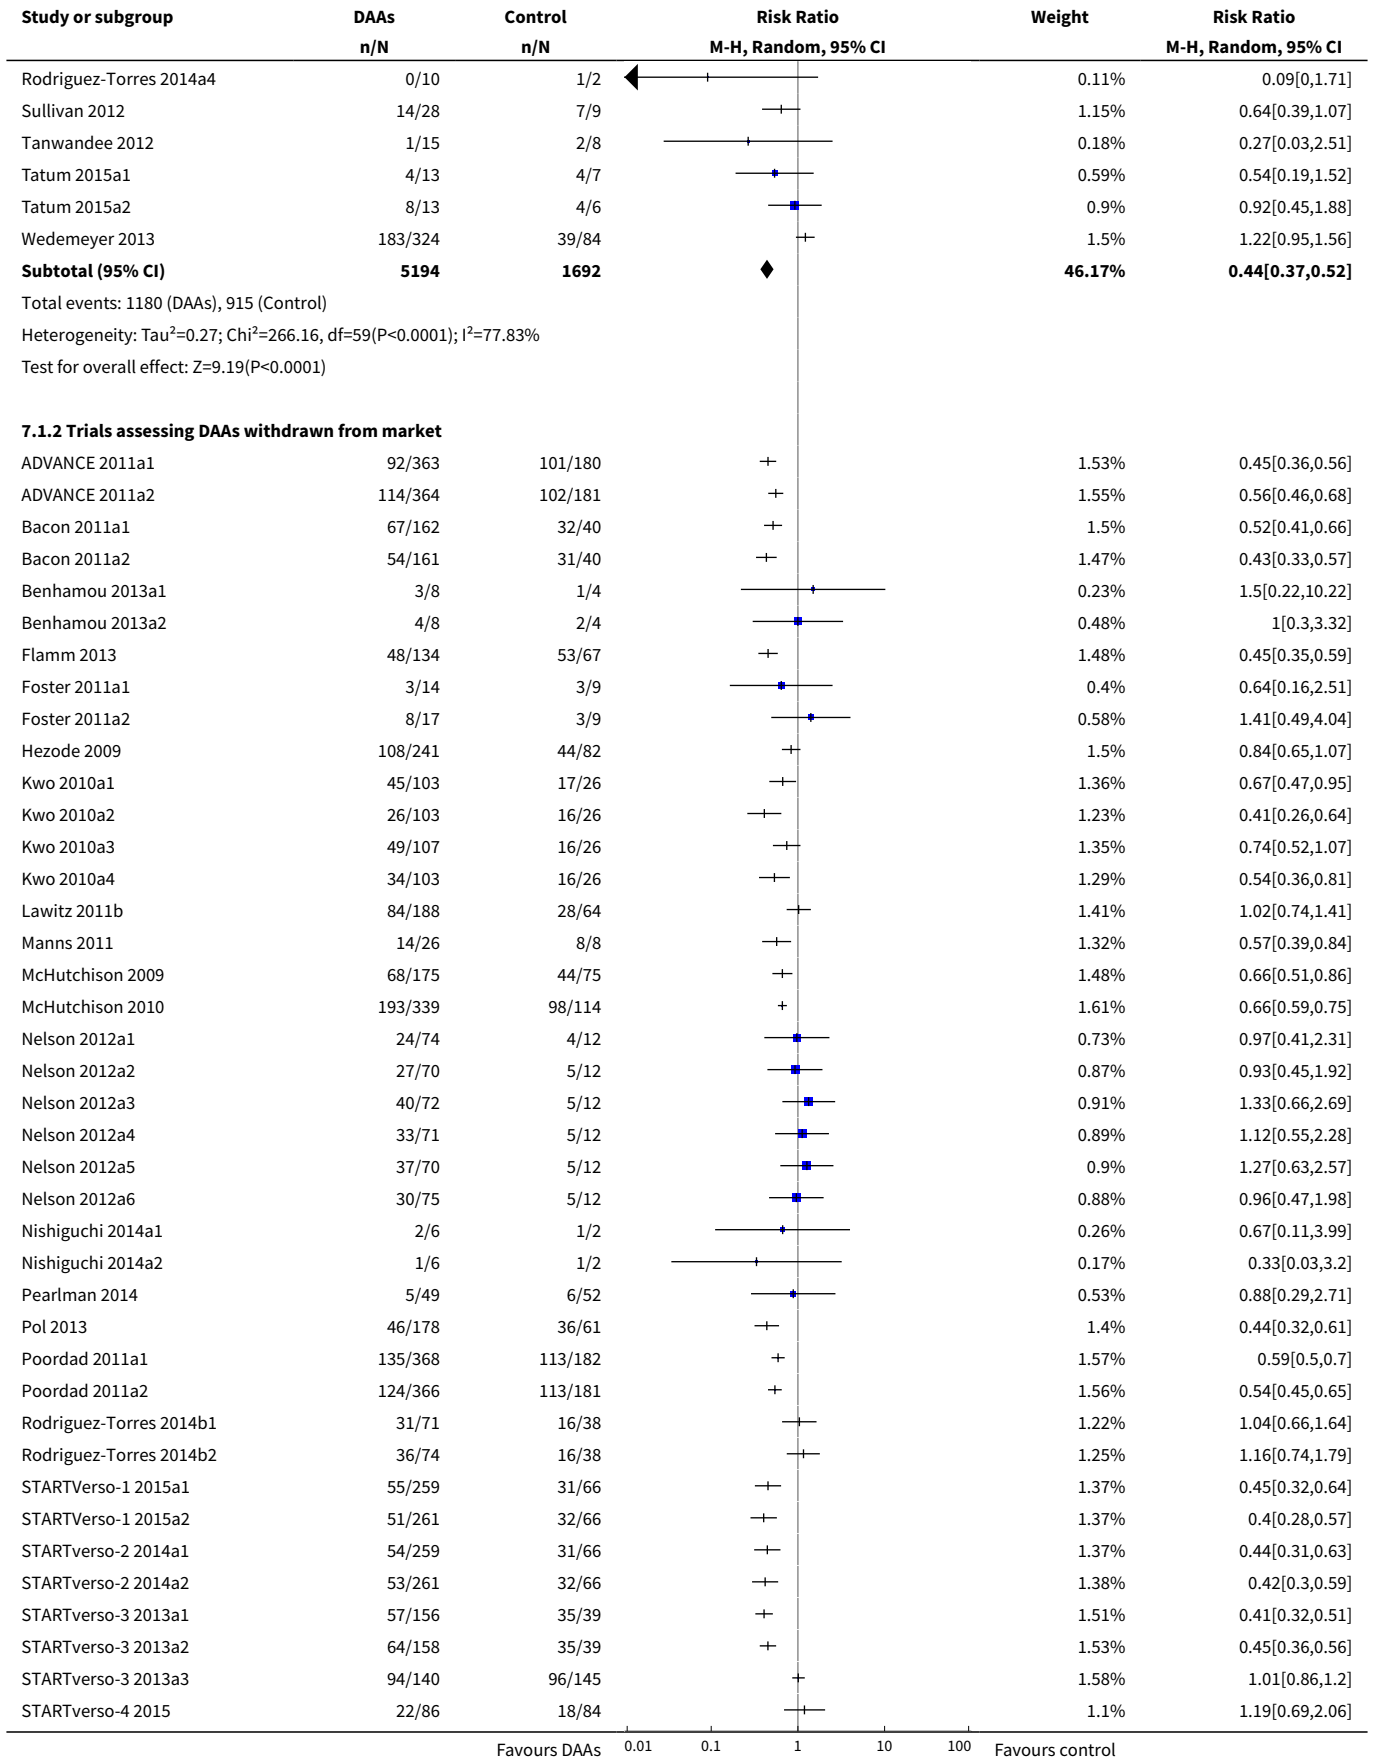 Study or subgroup DAAs Control Risk Ratio Weight Risk Ratio
n/N n/N M-H, Random, 95% CI M-H, Random, 95% CI
Rodriguez-Torres 2014a4 0/10 1/2 0.11% 0.09[0,1.71]
Sullivan 2012 14/28 7/9 1.15% 0.64[0.39,1.07]
Tanwandee 2012 1/15 2/8 0.18% 0.27[0.03,2.51]
Tatum 2015a1 4/13 4/7 0.59% 0.54[0.19,1.52]
Tatum 2015a2 8/13 4/6 0.9% 0.92[0.45,1.88]
Wedemeyer 2013 183/324 39/84 1.5% 1.22[0.95,1.56]
Subtotal (95% CI) 5194 1692 46.17% 0.44[0.37,0.52]
Total events: 1180 (DAAs), 915 (Control)
Heterogeneity: Tau²=0.27; Chi²=266.16, df=59(P<0.0001); I²=77.83%
Test for overall effect: Z=9.19(P<0.0001)
7.1.2 Trials assessing DAAs withdrawn from market
ADVANCE 2011a1 92/363 101/180 1.53% 0.45[0.36,0.56]
ADVANCE 2011a2 114/364 102/181 1.55% 0.56[0.46,0.68]
Bacon 2011a1 67/162 32/40 1.5% 0.52[0.41,0.66]
Bacon 2011a2 54/161 31/40 1.47% 0.43[0.33,0.57]
Benhamou 2013a1 3/8 1/4 0.23% 1.5[0.22,10.22]
Benhamou 2013a2 4/8 2/4 0.48% 1[0.3,3.32]
Flamm 2013 48/134 53/67 1.48% 0.45[0.35,0.59]
Foster 2011a1 3/14 3/9 0.4% 0.64[0.16,2.51]
Foster 2011a2 8/17 3/9 0.58% 1.41[0.49,4.04]
Hezode 2009 108/241 44/82 1.5% 0.84[0.65,1.07]
Kwo 2010a1 45/103 17/26 1.36% 0.67[0.47,0.95]
Kwo 2010a2 26/103 16/26 1.23% 0.41[0.26,0.64]
Kwo 2010a3 49/107 16/26 1.35% 0.74[0.52,1.07]
Kwo 2010a4 34/103 16/26 1.29% 0.54[0.36,0.81]
Lawitz 2011b 84/188 28/64 1.41% 1.02[0.74,1.41]
Manns 2011 14/26 8/8 1.32% 0.57[0.39,0.84]
McHutchison 2009 68/175 44/75 1.48% 0.66[0.51,0.86]
McHutchison 2010 193/339 98/114 1.61% 0.66[0.59,0.75]
Nelson 2012a1 24/74 4/12 0.73% 0.97[0.41,2.31]
Nelson 2012a2 27/70 5/12 0.87% 0.93[0.45,1.92]
Nelson 2012a3 40/72 5/12 0.91% 1.33[0.66,2.69]
Nelson 2012a4 33/71 5/12 0.89% 1.12[0.55,2.28]
Nelson 2012a5 37/70 5/12 0.9% 1.27[0.63,2.57]
Nelson 2012a6 30/75 5/12 0.88% 0.96[0.47,1.98]
Nishiguchi 2014a1 2/6 1/2 0.26% 0.67[0.11,3.99]
Nishiguchi 2014a2 1/6 1/2 0.17% 0.33[0.03,3.2]
Pearlman 2014 5/49 6/52 0.53% 0.88[0.29,2.71]
Pol 2013 46/178 36/61 1.4% 0.44[0.32,0.61]
Poordad 2011a1 135/368 113/182 1.57% 0.59[0.5,0.7]
Poordad 2011a2 124/366 113/181 1.56% 0.54[0.45,0.65]
Rodriguez-Torres 2014b1 31/71 16/38 1.22% 1.04[0.66,1.64]
Rodriguez-Torres 2014b2 36/74 16/38 1.25% 1.16[0.74,1.79]
STARTVerso-1 2015a1 55/259 31/66 1.37% 0.45[0.32,0.64]
STARTVerso-1 2015a2 51/261 32/66 1.37% 0.4[0.28,0.57]
STARTverso-2 2014a1 54/259 31/66 1.37% 0.44[0.31,0.63]
STARTverso-2 2014a2 53/261 32/66 1.38% 0.42[0.3,0.59]
STARTverso-3 2013a1 57/156 35/39 1.51% 0.41[0.32,0.51]
STARTverso-3 2013a2 64/158 35/39 1.53% 0.45[0.36,0.56]
STARTverso-3 2013a3 94/140 96/145 1.58% 1.01[0.86,1.2]
STARTverso-4 2015 22/86 18/84 1.1% 1.19[0.69,2.06]
Favours DAAs 0.01 0.1 1 10 100 Favours control